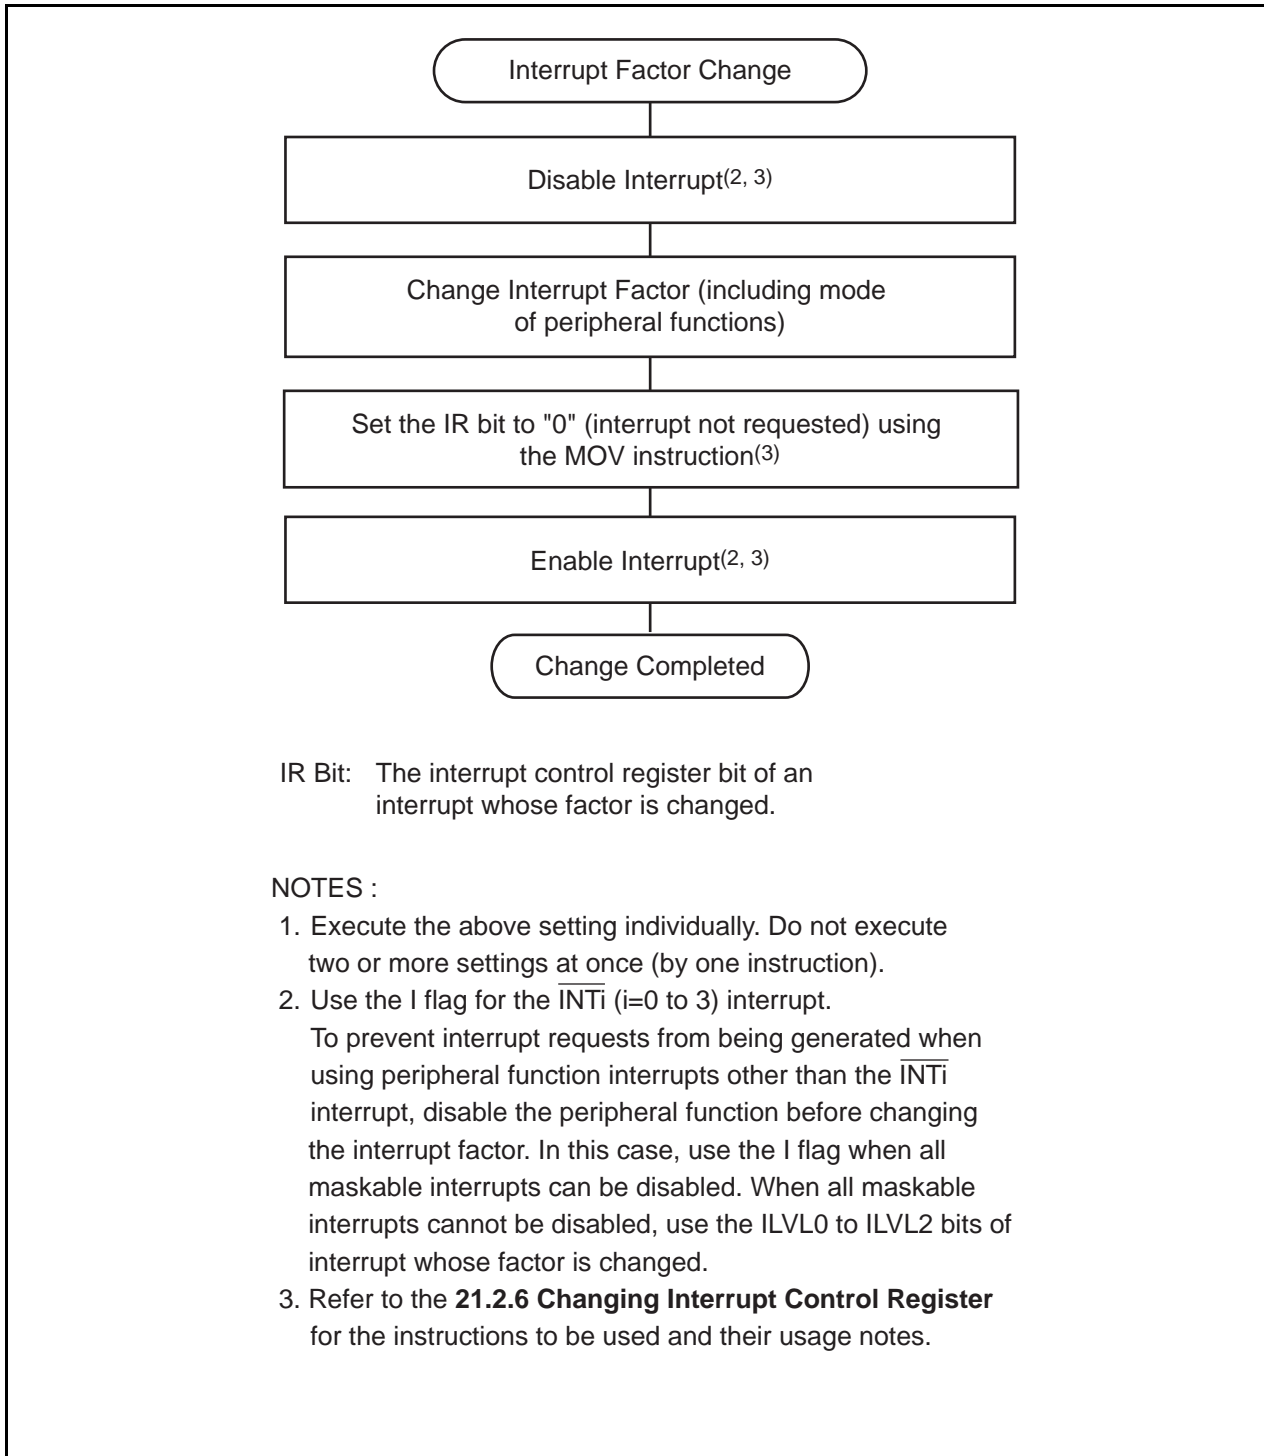 Interrupt Factor Change
Disable Interrupt(2, 3)
Change Interrupt Factor (including mode
of peripheral functions)
Set the IR bit to "0" (interrupt not requested) using
the MOV instruction(3)
Enable Interrupt(2, 3)
Change Completed
IR Bit: The interrupt control register bit of an
interrupt whose factor is changed.
NOTES :
1. Execute the above setting individually. Do not execute
two or more settings at once (by one instruction).
2. Use the I flag for the I̅N̅T̅i̅ (i=0 to 3) interrupt.
To prevent interrupt requests from being generated when
using peripheral function interrupts other than the I̅N̅T̅i̅
interrupt, disable the peripheral function before changing
the interrupt factor. In this case, use the I flag when all
maskable interrupts can be disabled. When all maskable
interrupts cannot be disabled, use the ILVL0 to ILVL2 bits of
interrupt whose factor is changed.
3. Refer to the 21.2.6 Changing Interrupt Control Register
for the instructions to be used and their usage notes.